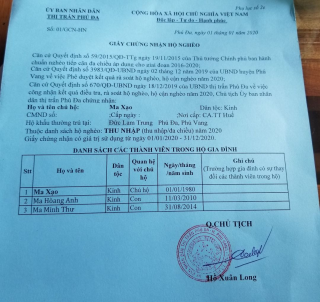 ỦY BAN NHÂN DÂN
THỊ TRẤN PHÚ ĐA
CỘNG HÒA XÃ HỘI CHỦ NGHĨA VIỆT NAM
Độc lập - Tự do - Hạnh phúc
Số: 01/GCN-HN
Phú Đa, ngày 01/01 năm 2020
GIẤY CHỨNG NHẬN HỘ NGHÈO
Căn cứ Quyết định số 59/2015/QĐ-TTg ngày 19/11/2015 của Thủ tướng Chính phủ ban hành
chuẩn nghèo tiếp cận đa chiều áp dụng cho giai đoạn 2016-2020;
Căn cứ Quyết định số 3983/QĐ-UBND ngày 02 tháng 12 năm 2019 của UBND huyện Phú
Vang về Việc Phê duyệt kết quả rà soát hộ nghèo, hộ cận nghèo năm 2019;
Căn cứ Quyết định số 670/QĐ-UBND ngày 18/12/2019 của UBND thị trấn Phú Đa về việc
công nhận kết quả điều tra, rà soát hộ nghèo, hộ cận nghèo năm 2020, Chủ tịch Ủy ban nhân
dân thị trấn Phú Đa chứng nhận:
Họ và tên chủ hộ: Ma Xạo Dân tộc: Kinh
CMND số: Cấp ngày: Nơi cấp: CA.TT Huế
Hộ khẩu thường trú tại: Đức Lam Trung Phú Đa, Phú Vang
Thuộc danh sách hộ nghèo: THU NHẬP (thu nhập/đa chiều) năm 2020
Giấy chứng nhận có giá trị sử dụng từ ngày 01/01/2020 - 31/12/2020.
DANH SÁCH CÁC THÀNH VIÊN TRONG HỘ GIA ĐÌNH
Stt Họ và tên Dân tộc Quan hệ với chủ hộ Ngày/tháng/năm sinh Ghi chú (Trường hợp gia đình có sự thay đổi các thành viên trong hộ)
1 Ma Xạo Kinh Chủ hộ 01/01/1980
2 Ma Hoàng Anh Kinh Con 11/03/2010
3 Ma Minh Thư Kinh Con 31/08/2014
Q.CHỦ TỊCH
Hồ Xuân Long